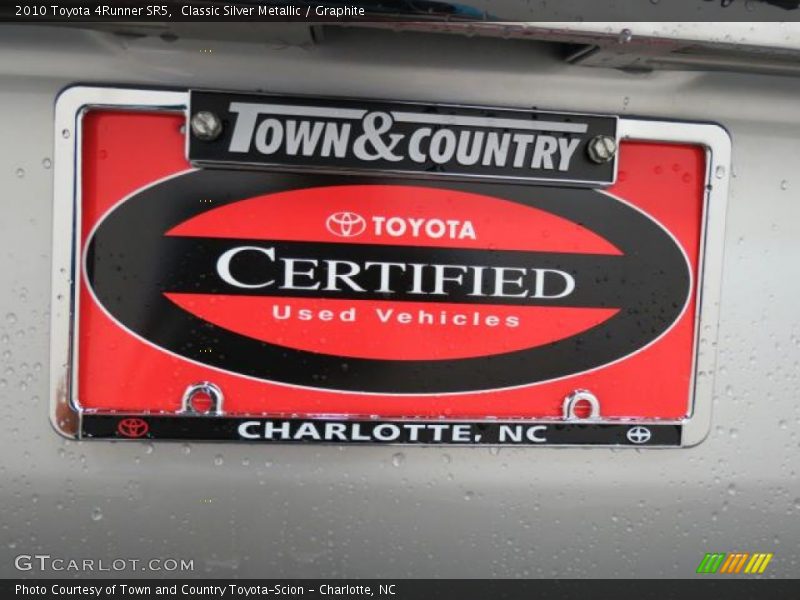 2010 Toyota 4Runner SR5, Classic Silver Metallic / Graphite
TOWN & COUNTRY
TOYOTA
CERTIFIED
Used Vehicles
CHARLOTTE, NC
GTCARLOT.COM
Photo Courtesy of Town and Country Toyota-Scion - Charlotte, NC